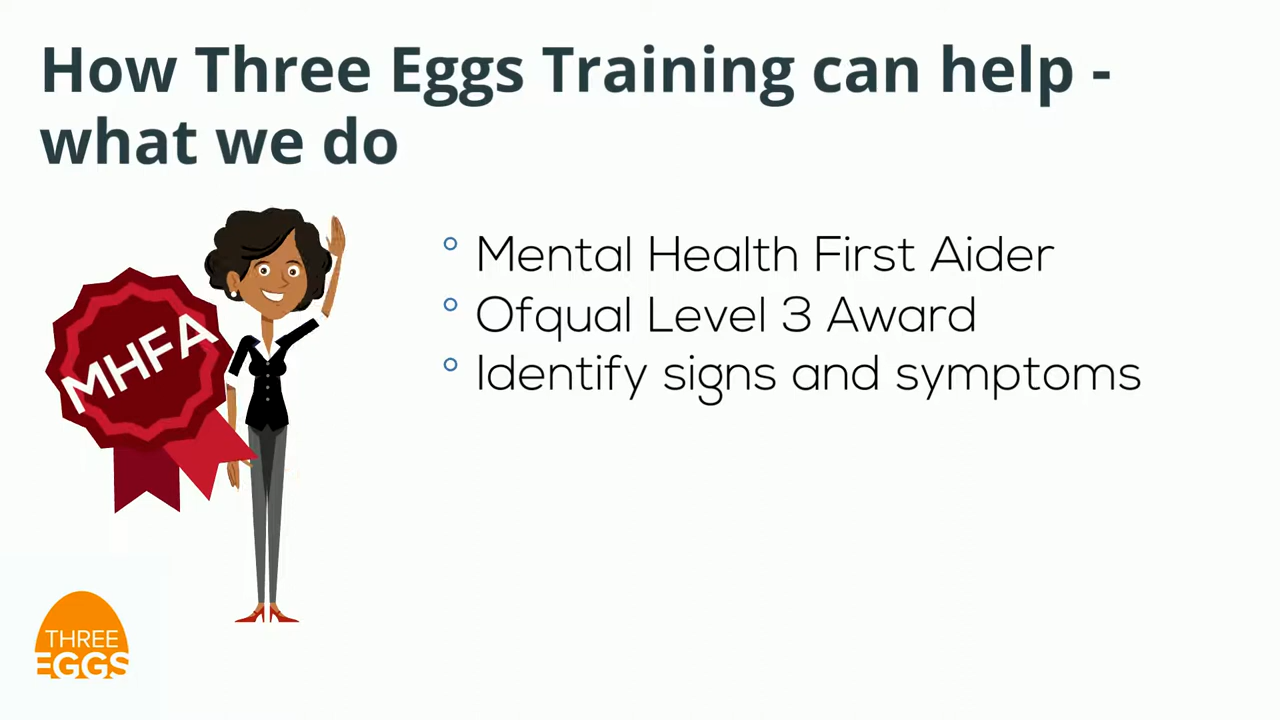 How Three Eggs Training can help -
what we do
Mental Health First Aider
Ofqual Level 3 Award
Identify signs and symptoms
MHFA
THREE
EGGS